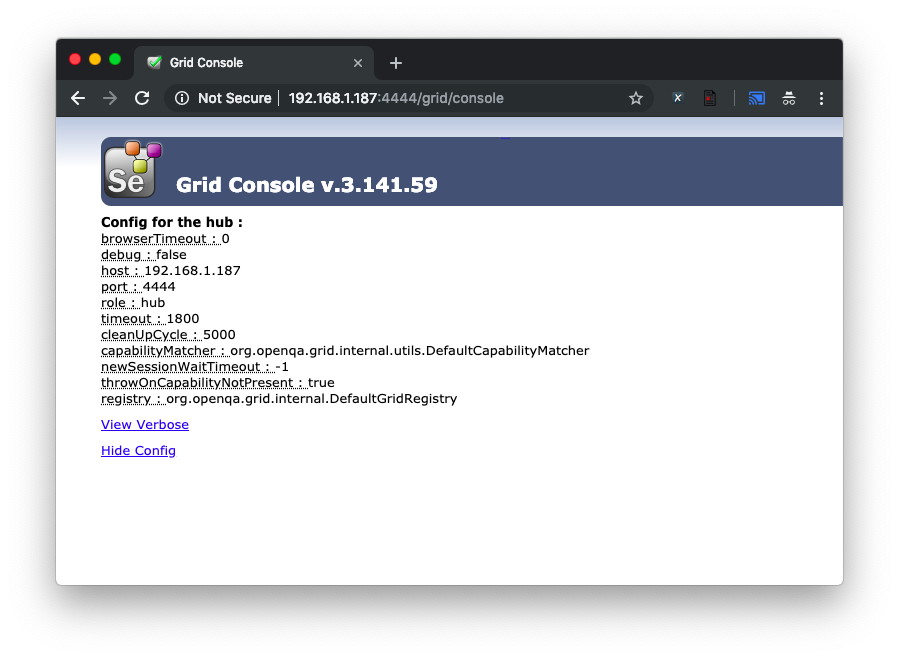 Grid Console
Not Secure | 192.168.1.187:4444/grid/console
Se
Grid Console v.3.141.59
Config for the hub :
browserTimeout : 0
debug : false
host : 192.168.1.187
port : 4444
role : hub
timeout : 1800
cleanUpCycle : 5000
capabilityMatcher : org.openqa.grid.internal.utils.DefaultCapabilityMatcher
newSessionWaitTimeout : -1
throwOnCapabilityNotPresent : true
registry : org.openqa.grid.internal.DefaultGridRegistry
View Verbose
Hide Config